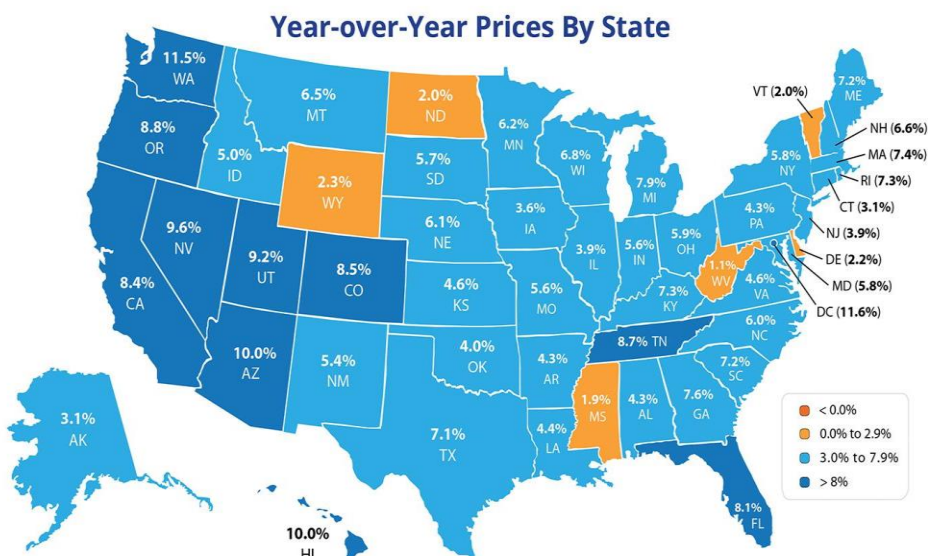 Year-over-Year Prices By State
11.5%
WA
8.8%
OR
8.4%
CA
9.6%
NV
5.0%
ID
6.5%
MT
2.3%
WY
9.2%
UT
8.5%
CO
10.0%
AZ
5.4%
NM
2.0%
ND
5.7%
SD
6.1%
NE
4.6%
KS
4.0%
OK
7.1%
TX
6.2%
MN
3.6%
IA
5.6%
MO
4.3%
AR
4.4%
LA
6.8%
WI
3.9%
IL
7.9%
MI
5.6%
IN
5.9%
OH
7.3%
KY
8.7% TN
1.9%
MS
4.3%
AL
7.6%
GA
8.1%
FL
7.2%
SC
6.0%
NC
4.6%
VA
1.1%
WV
4.3%
PA
5.8%
NY
7.2%
ME
VT (2.0%)
NH (6.6%)
MA (7.4%)
RI (7.3%)
CT (3.1%)
NJ (3.9%)
DE (2.2%)
MD (5.8%)
DC (11.6%)
3.1%
AK
10.0%
HI
< 0.0%
0.0% to 2.9%
3.0% to 7.9%
> 8%